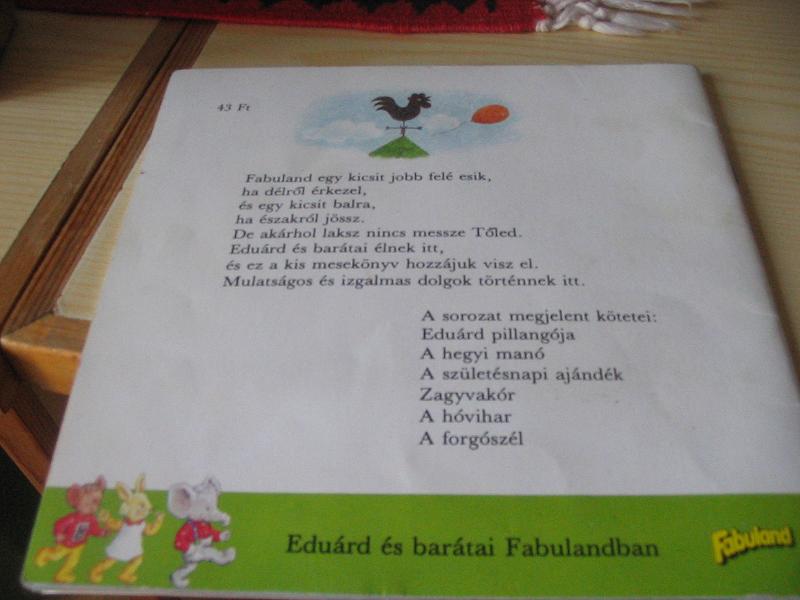 43 Ft
Fabuland egy kicsit jobb felé esik,
ha délről érkezel,
és egy kicsit balra,
ha északról jössz.
De akárhol laksz nincs messze Tőled.
Eduárd és barátai élnek itt,
és ez a kis mesekönyv hozzájuk visz el.
Mulatságos és izgalmas dolgok történnek itt.
A sorozat megjelent kötetei:
Eduárd pillangója
A hegyi manó
A születésnapi ajándék
Zagyvakór
A hóvihar
A forgószél
Eduárd és barátai Fabulandban
Fabuland